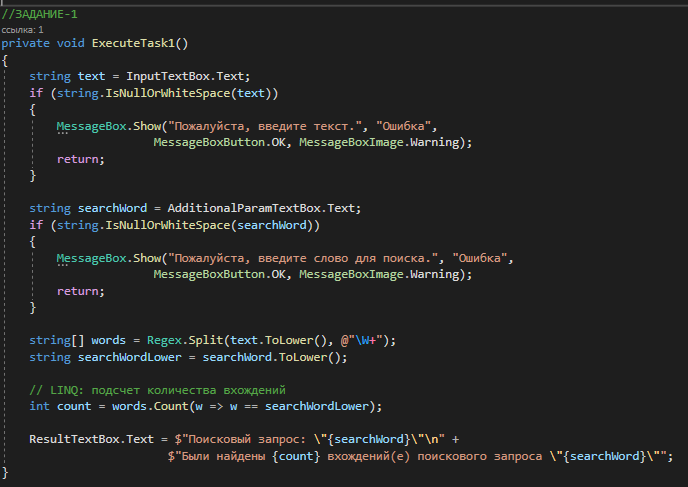 //ЗАДАНИЕ-1
ссылка: 1
private void ExecuteTask1()
{
    string text = InputTextBox.Text;
    if (string.IsNullOrWhiteSpace(text))
    {
        MessageBox.Show("Пожалуйста, введите текст.", "Ошибка",
                        MessageBoxButton.OK, MessageBoxImage.Warning);
        return;
    }

    string searchWord = AdditionalParamTextBox.Text;
    if (string.IsNullOrWhiteSpace(searchWord))
    {
        MessageBox.Show("Пожалуйста, введите слово для поиска.", "Ошибка",
                        MessageBoxButton.OK, MessageBoxImage.Warning);
        return;
    }

    string[] words = Regex.Split(text.ToLower(), @"\W+");
    string searchWordLower = searchWord.ToLower();

    // LINQ: подсчет количества вхождений
    int count = words.Count(w => w == searchWordLower);

    ResultTextBox.Text = $"Поисковый запрос: \"{searchWord}\"\n" +
                          $"Были найдены {count} вхождений(е) поискового запроса \"{searchWord}\"";
}